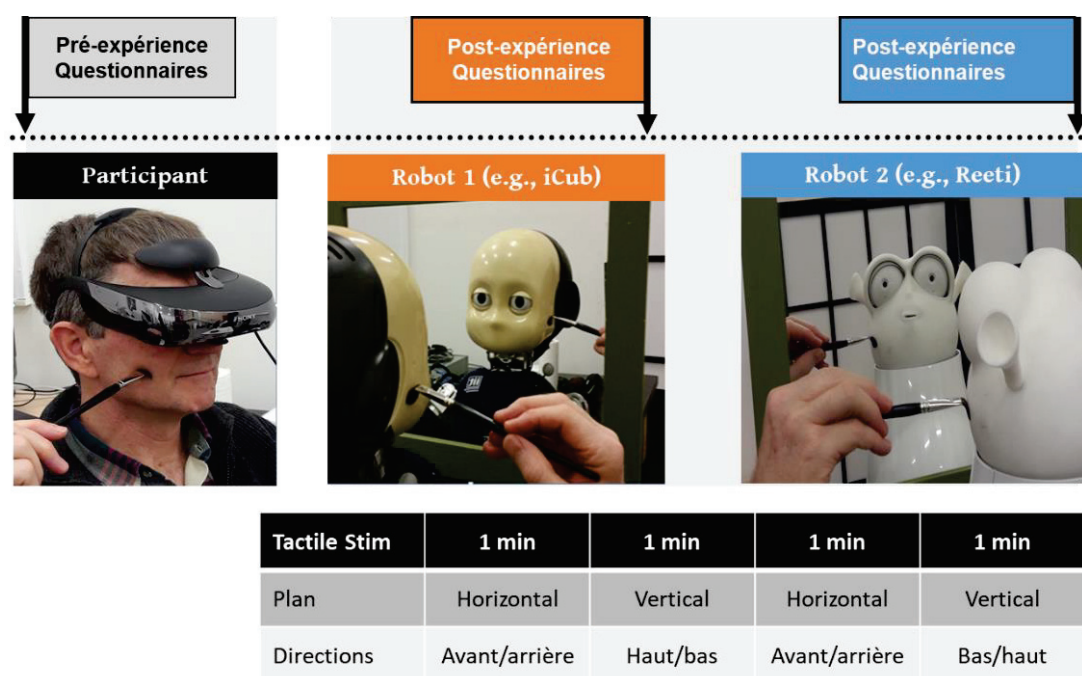 Pré-expérience
Questionnaires
Post-expérience
Questionnaires
Post-expérience
Questionnaires
Participant
Robot 1 (e.g., iCub)
Robot 2 (e.g., Reeti)
SONY
Tactile Stim 1 min 1 min 1 min 1 min
Plan Horizontal Vertical Horizontal Vertical
Directions Avant/arrière Haut/bas Avant/arrière Bas/haut